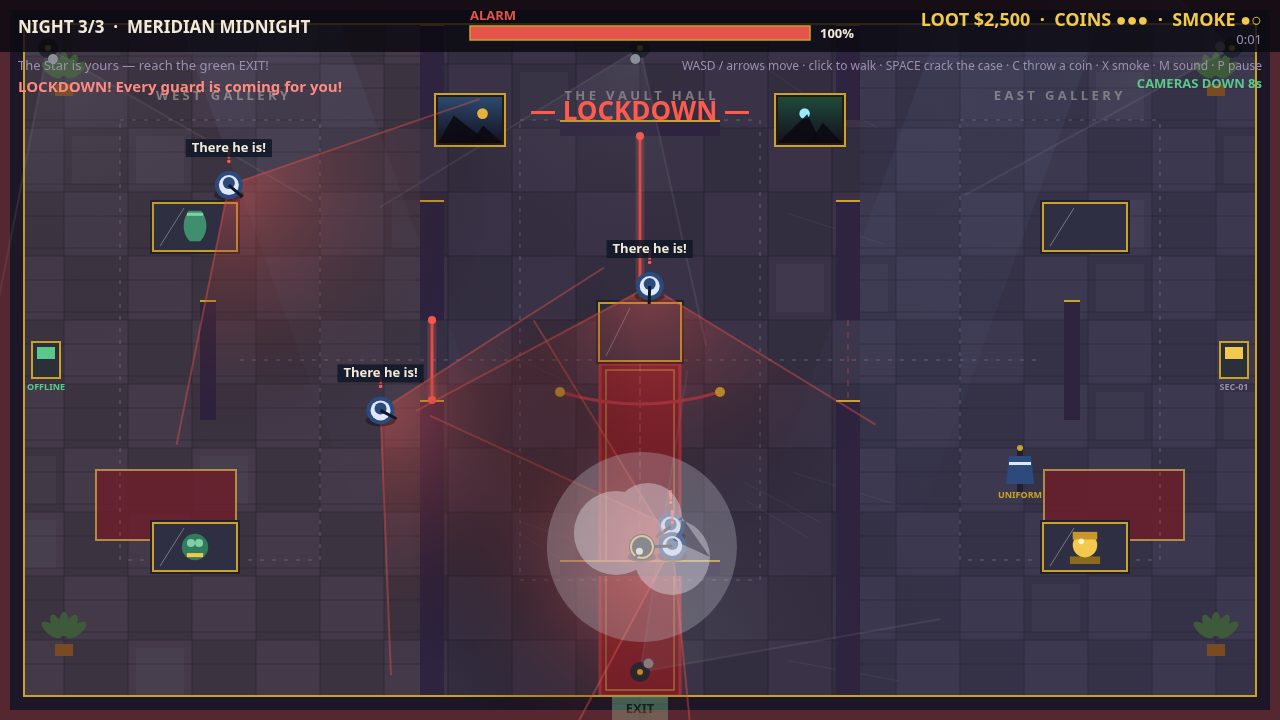 NIGHT 3/3 · MERIDIAN MIDNIGHT
ALARM
100%
LOOT $2,500 · COINS ●●● · SMOKE ●○
0:01
The Star is yours — reach the green EXIT!
WASD / arrows move · click to walk · SPACE crack the case · C throw a coin · X smoke · M sound · P pause
LOCKDOWN! Every guard is coming for you!
CAMERAS DOWN 8s
WEST GALLERY
THE VAULT HALL
EAST GALLERY
— LOCKDOWN —
There he is!
There he is!
There he is!
OFFLINE
SEC-01
UNIFORM
EXIT